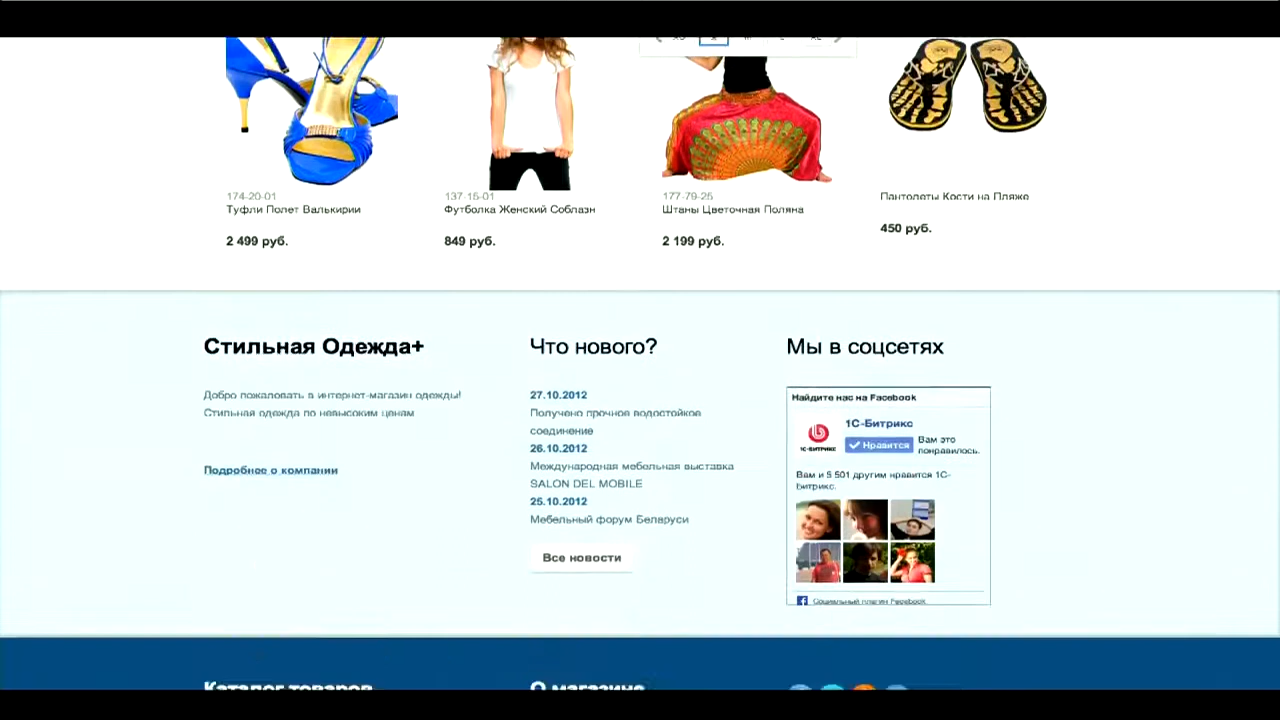 174-20-01
Туфли Полет Валькирии
2 499 руб.
137-15-01
Футболка Женский Соблазн
849 руб.
177-79-25
Штаны Цветочная Поляна
2 199 руб.
Пантолеты Кости на Пляже
450 руб.
Стильная Одежда+
Добро пожаловать в интернет-магазин одежды!
Стильная одежда по невысоким ценам
Подробнее о компании
Что нового?
27.10.2012
Получено прочное водостойкое
соединение
26.10.2012
Международная мебельная выставка
SALON DEL MOBILE
25.10.2012
Мебельный форум Беларуси
Все новости
Мы в соцсетях
Найдите нас на Facebook
1С-БИТРИКС
1С-Битрикс
Нравится
Вам это
понравилось.
Вам и 5 501 другим нравится 1С-
Битрикс.
Социальный плагин Facebook
Каталог товаров
О магазине